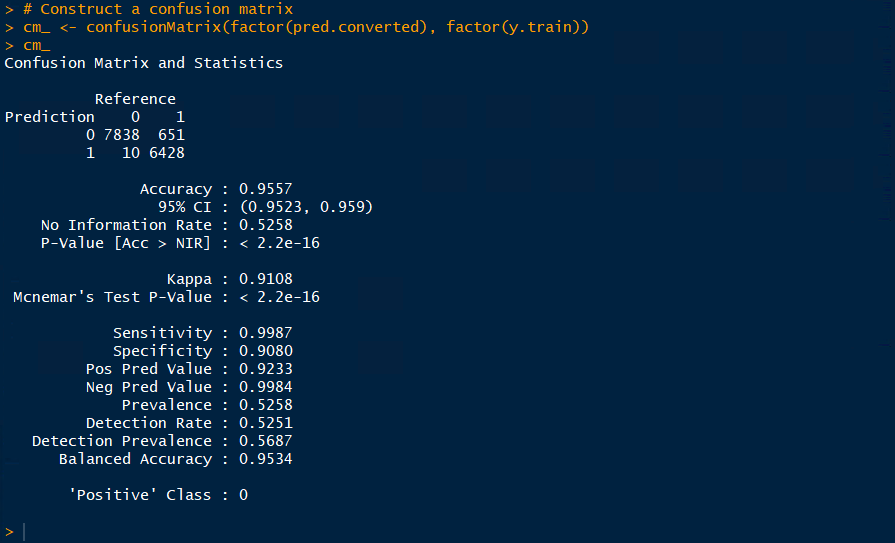 > # Construct a confusion matrix
> cm_ <- confusionMatrix(factor(pred.converted), factor(y.train))
> cm_
Confusion Matrix and Statistics

          Reference
Prediction    0    1
         0 7838  651
         1   10 6428

               Accuracy : 0.9557
                 95% CI : (0.9523, 0.959)
    No Information Rate : 0.5258
    P-Value [Acc > NIR] : < 2.2e-16

                  Kappa : 0.9108
 Mcnemar's Test P-Value : < 2.2e-16

            Sensitivity : 0.9987
            Specificity : 0.9080
         Pos Pred Value : 0.9233
         Neg Pred Value : 0.9984
             Prevalence : 0.5258
         Detection Rate : 0.5251
   Detection Prevalence : 0.5687
      Balanced Accuracy : 0.9534

       'Positive' Class : 0

>